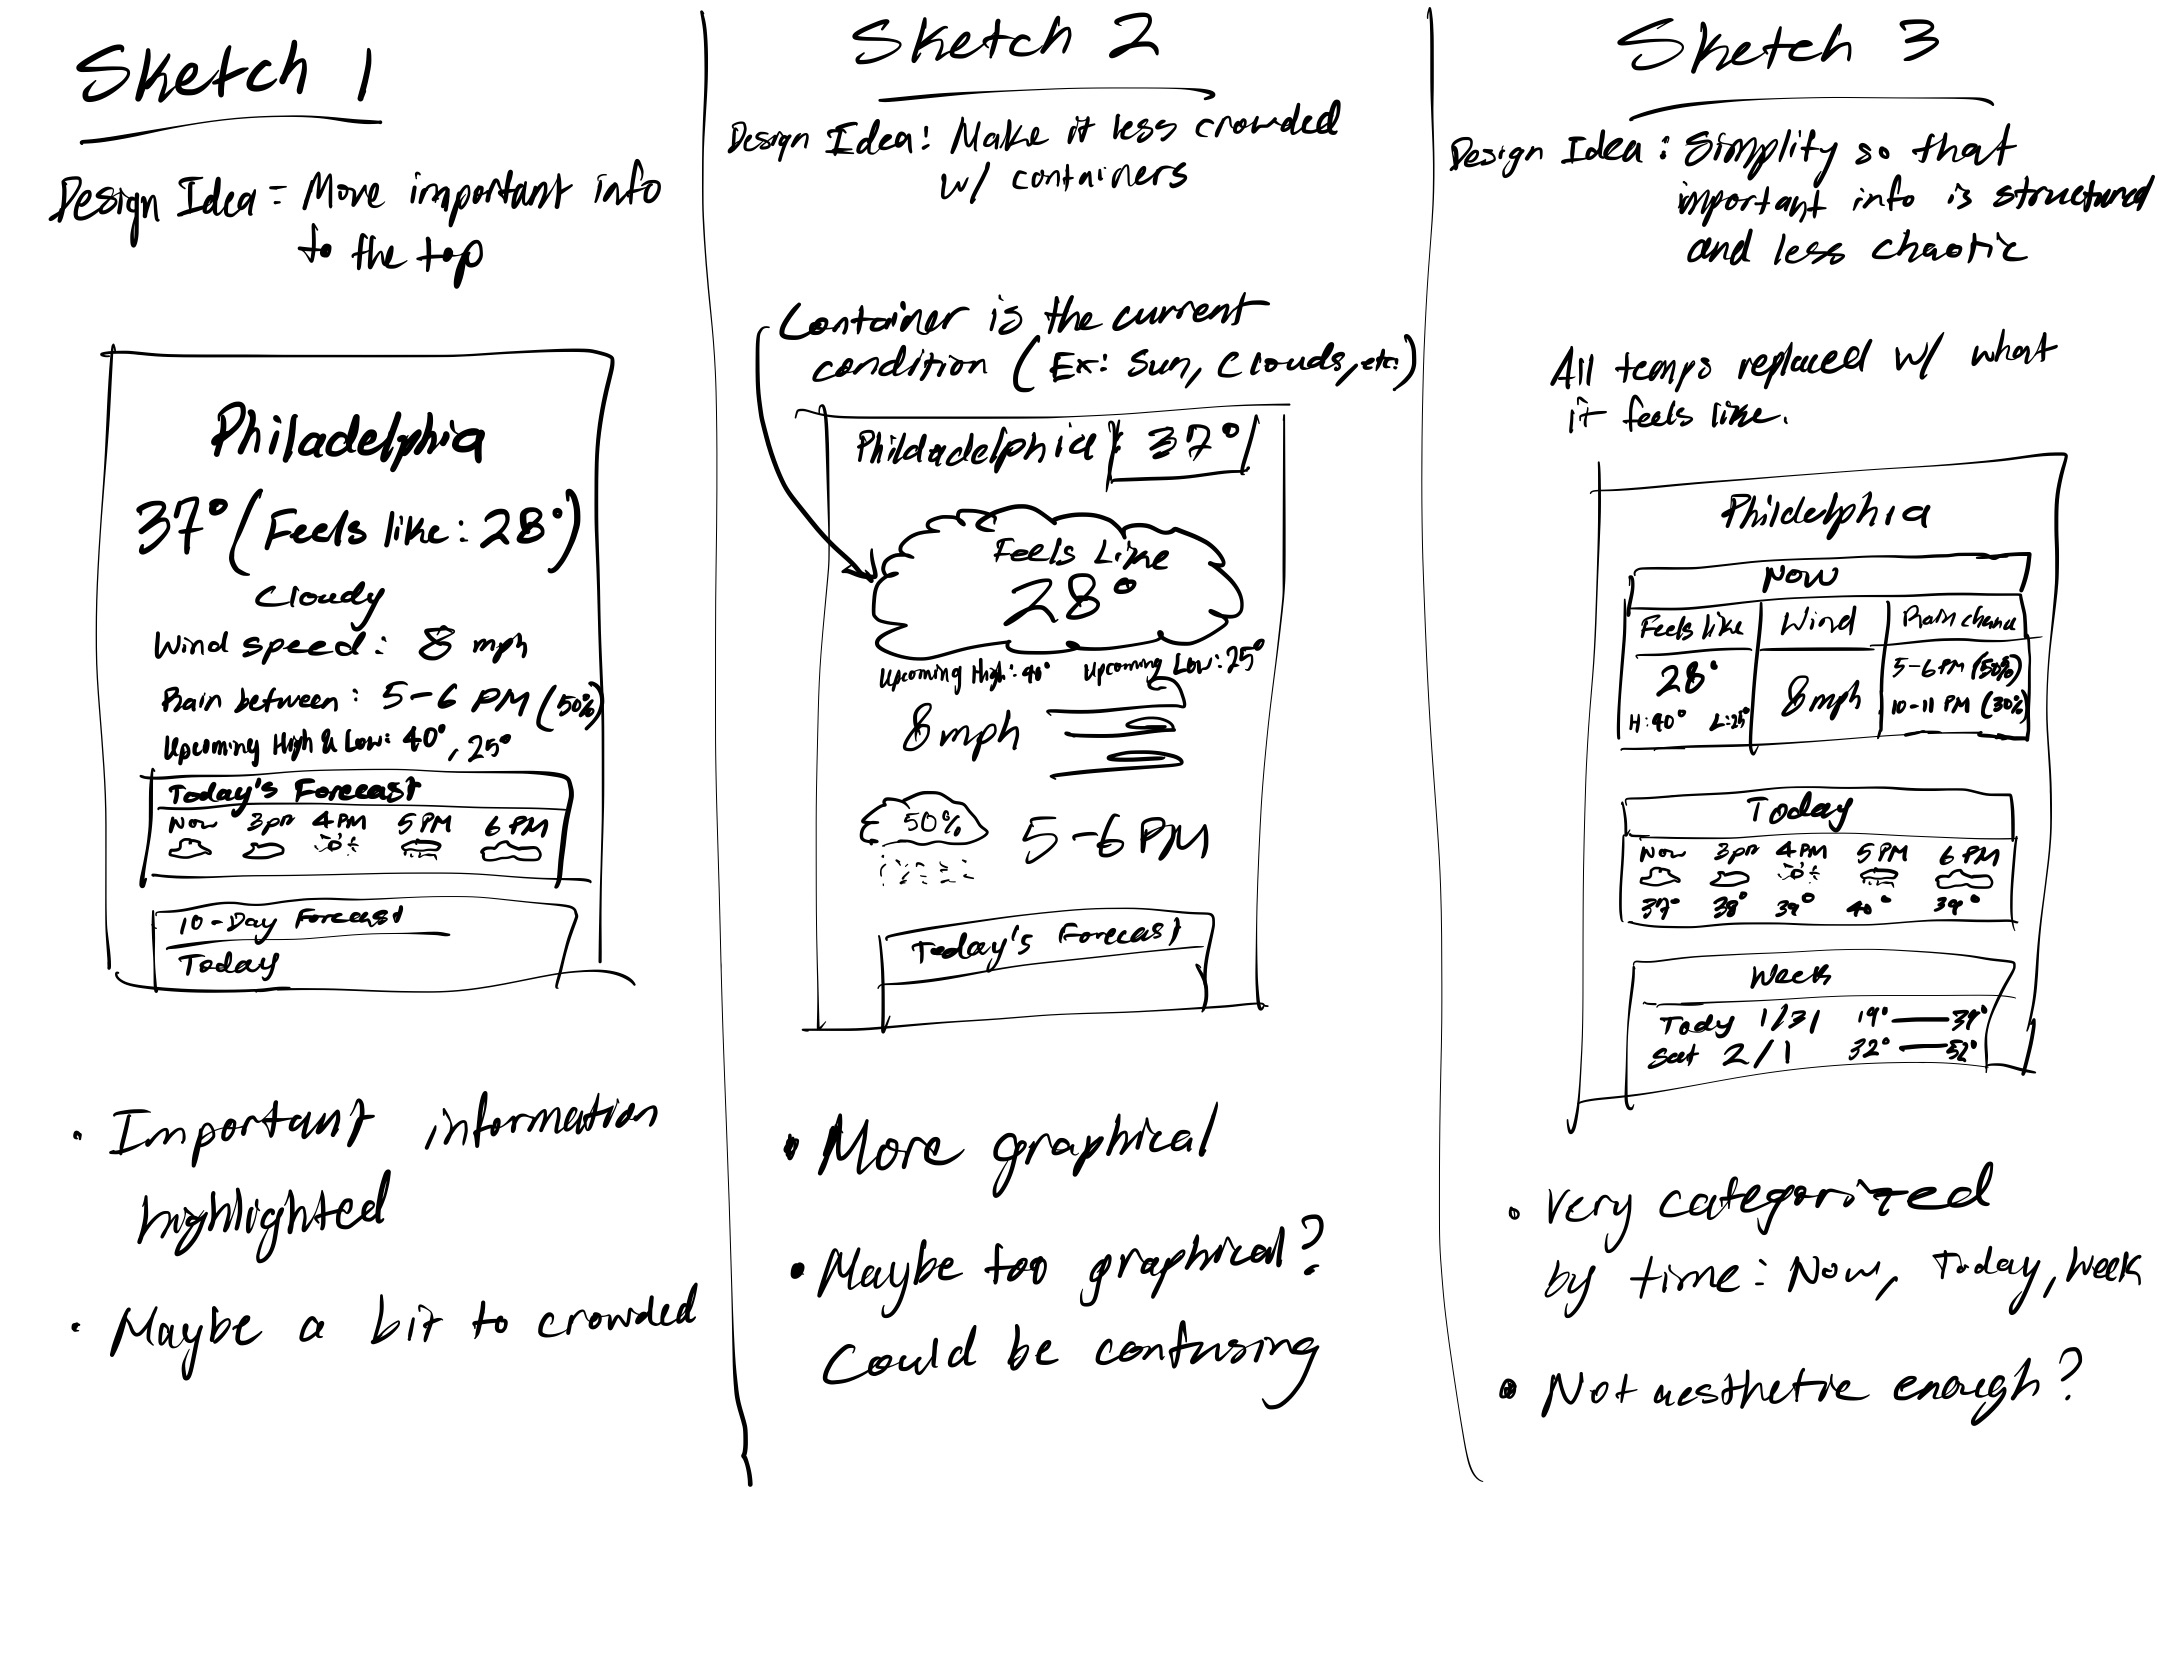 Sketch 1
Design Idea = Move important info
to the top
Philadelphia
37° (Feels like: 28°)
Cloudy
Wind speed: 8 mph
Rain between: 5-6 PM (50%)
Upcoming High & Low: 40°, 25°
Today's Forecast
Now 3pm 4PM 5PM 6PM
10-Day Forecast
Today
• Important information
highlighted
• Maybe a bit to crowded
Sketch 2
Design Idea! Make it less crowded
w/ containers
Container is the current
condition (Ex: Sun, Clouds, etc.)
Phildadelphia: 37°
Feels Like
28°
Upcoming High: 40° Upcoming Low: 25°
8mph
50% 5-6 PM
Today's Forecast
• More graphical
• Maybe too graphical?
Could be confusing
Sketch 3
Design Idea: Simplify so that
important info is structured
and less chaotic
All temps replaced w/ what
it feels like.
Phildelphia
Now
Feels like Wind Rain chance
28° 8mph 5-6 PM (50%)
H:40° L:25° 10-11 PM (30%)
Today
Now 3pm 4PM 5PM 6PM
37° 38° 39° 40° 39°
Week
Tody 1/31 19° — 39°
Sat 2/1 32° — 52°
• Very categorized
by time: Now, Today, Week
• Not aesthetic enough?